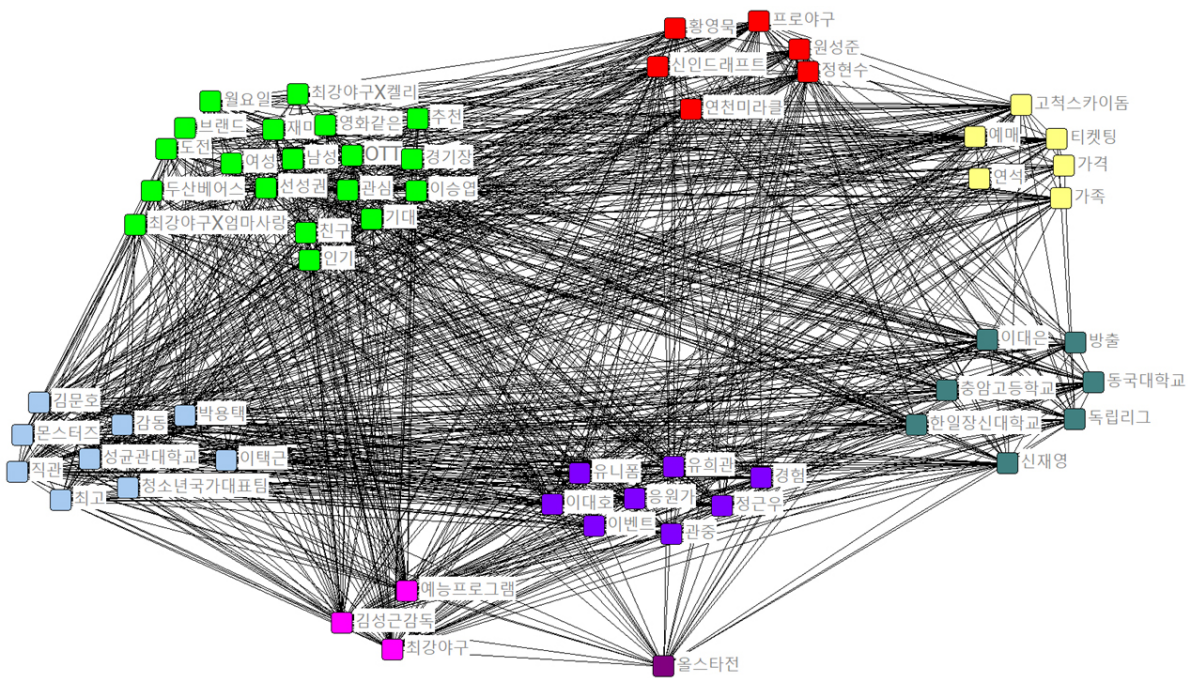 황영묵
프로야구
원성준
신인드래프트
정현수
연천미라클
월요일
최강야구X켈리
브랜드
재미
영화같은
추천
도전
여성
남성
OTT
경기장
두산베어스
선성권
관심
이승엽
최강야구X엄마사랑
친구
기대
인기
고척스카이돔
예매
티켓팅
가격
연석
가족
이대은
방출
충암고등학교
동국대학교
한일장신대학교
독립리그
신재영
김문호
감동
박용택
몬스터즈
직관
성균관대학교
이택근
최고
청소년국가대표팀
유니폼
유희관
경험
이대호
응원가
정근우
이벤트
관중
예능프로그램
김성근감독
최강야구
올스타전